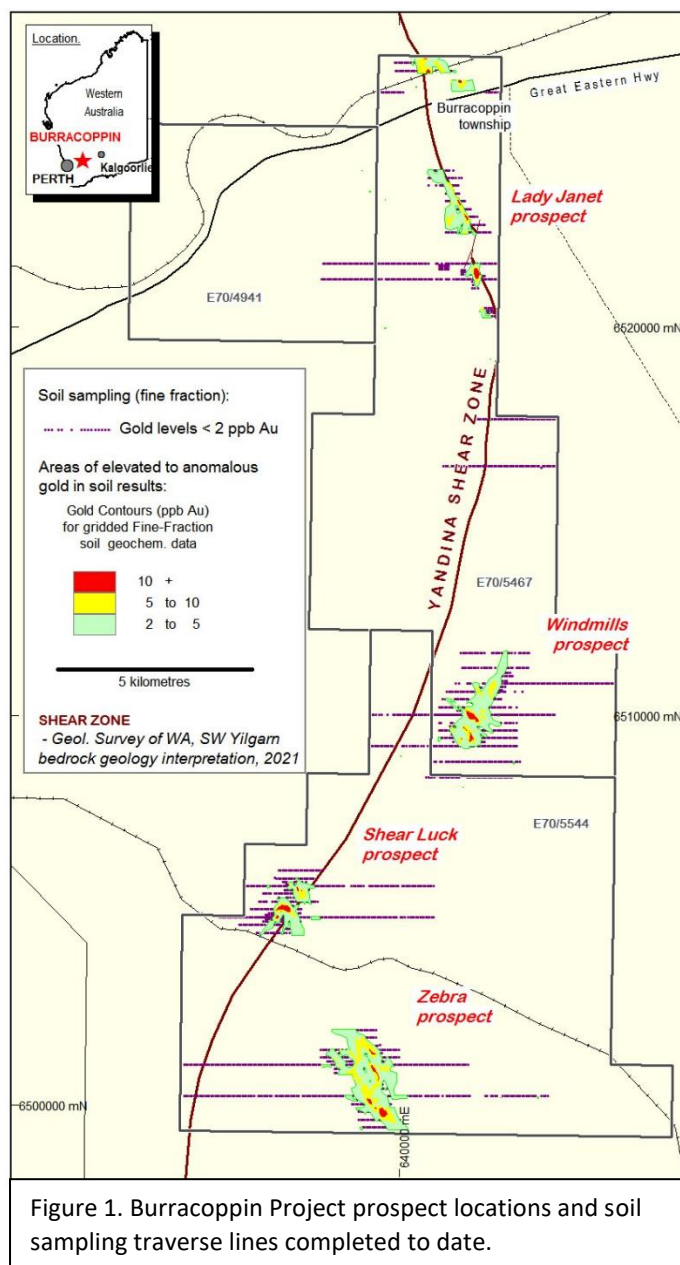 Location.
Western
Australia
BURRACOPPIN
Kalgoorlie
PERTH
Great Eastern Hwy
Burracoppin
township
Lady Janet
prospect
E70/4941
6520000 mN
YANDINA SHEAR ZONE
Soil sampling (fine fraction):
Gold levels < 2 ppb Au
Areas of elevated to anomalous
gold in soil results:
Gold Contours (ppb Au)
for gridded Fine-Fraction
soil geochem. data
10 +
5 to 10
2 to 5
5 kilometres
SHEAR ZONE
- Geol. Survey of WA, SW Yilgarn
bedrock geology interpretation, 2021
E70/5467
Windmills
prospect
6510000 mN
E70/5544
Shear Luck
prospect
Zebra
prospect
6500000 mN
640000 mE
Figure 1. Burracoppin Project prospect locations and soil
sampling traverse lines completed to date.